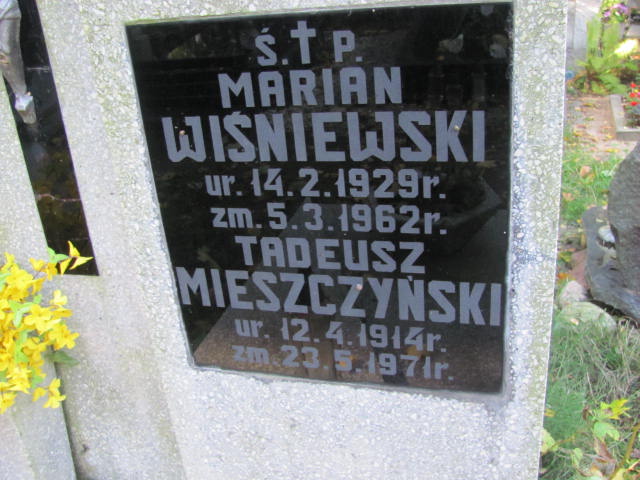 Ś.✝P.
MARIAN
WIŚNIEWSKI
ur. 14.2.1929r.
zm. 5.3.1962r.
TADEUSZ
MIESZCZYŃSKI
ur. 12.4.1914r.
zm. 23.5.1971r.